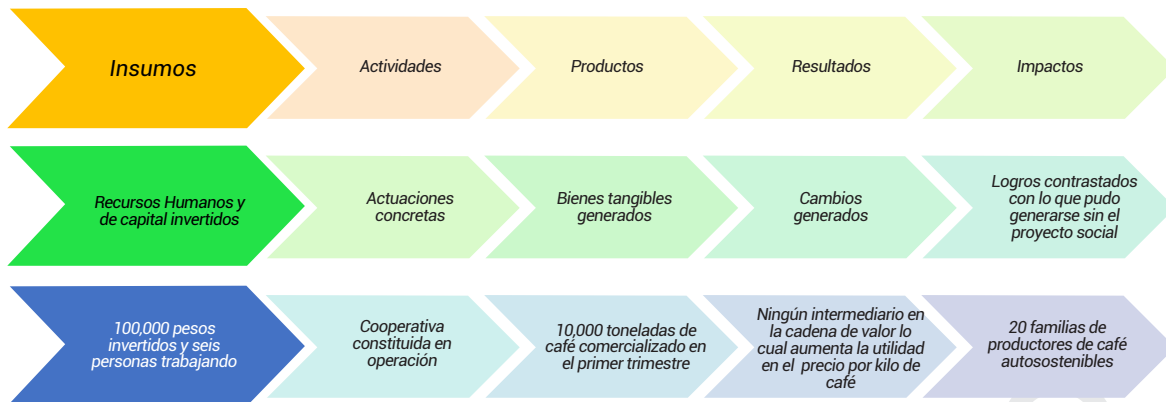 Insumos
Actividades
Productos
Resultados
Impactos
Recursos Humanos y
de capital invertidos
Actuaciones
concretas
Bienes tangibles
generados
Cambios
generados
Logros contrastados
con lo que pudo
generarse sin el
proyecto social
100,000 pesos
invertidos y seis
personas trabajando
Cooperativa
constituida en
operación
10,000 toneladas de
café comercializado en
el primer trimestre
Ningún intermediario en
la cadena de valor lo
cual aumenta la utilidad
en el precio por kilo de
café
20 familias de
productores de café
autosostenibles